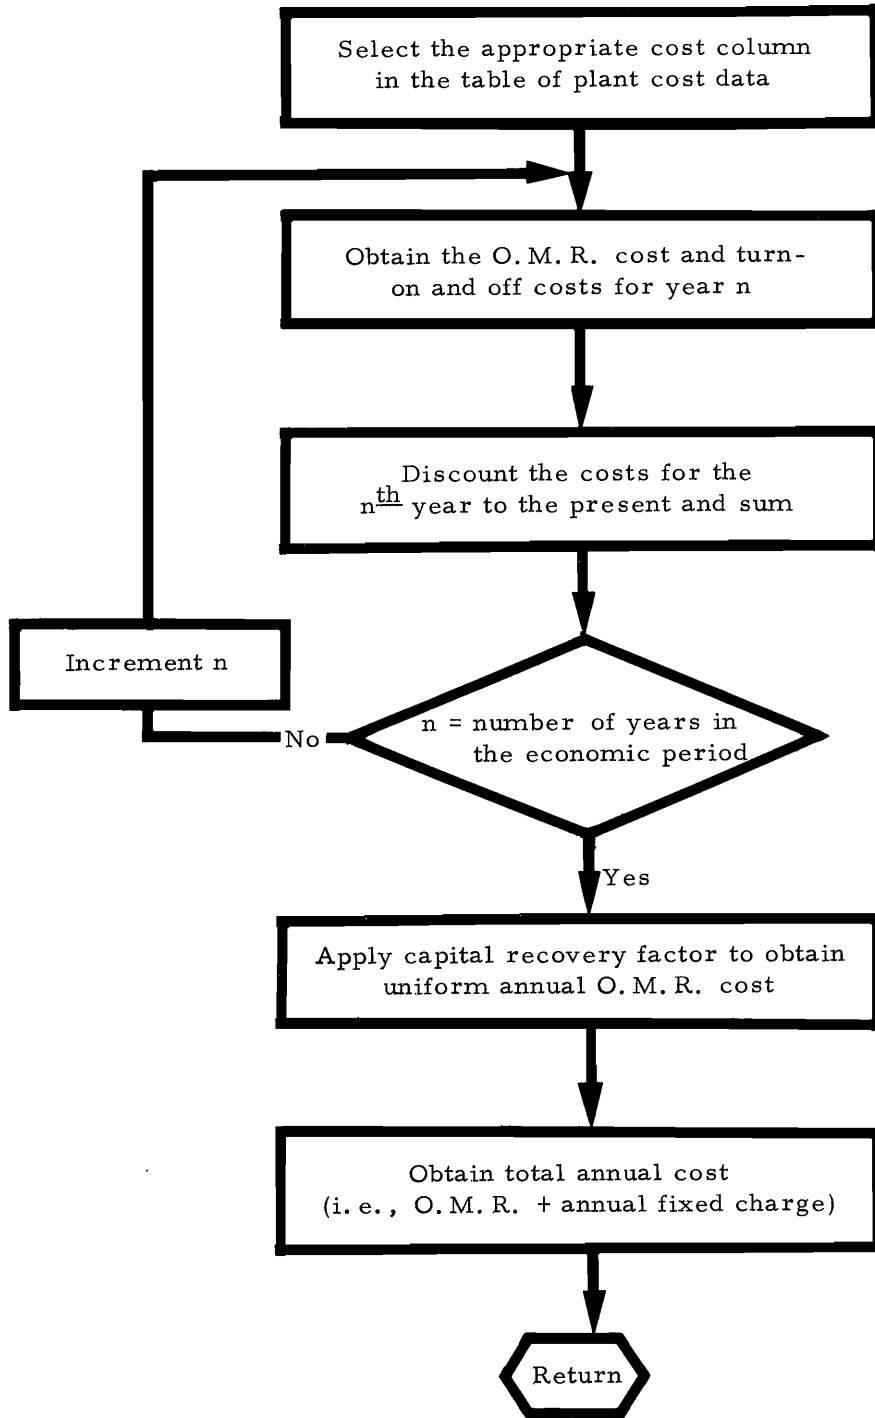 Select the appropriate cost column
in the table of plant cost data
Obtain the O. M. R. cost and turn-
on and off costs for year n
Discount the costs for the
nth year to the present and sum
Increment n
n = number of years in
the economic period
No
Yes
Apply capital recovery factor to obtain
uniform annual O. M. R. cost
Obtain total annual cost
(i. e., O. M. R. + annual fixed charge)
Return